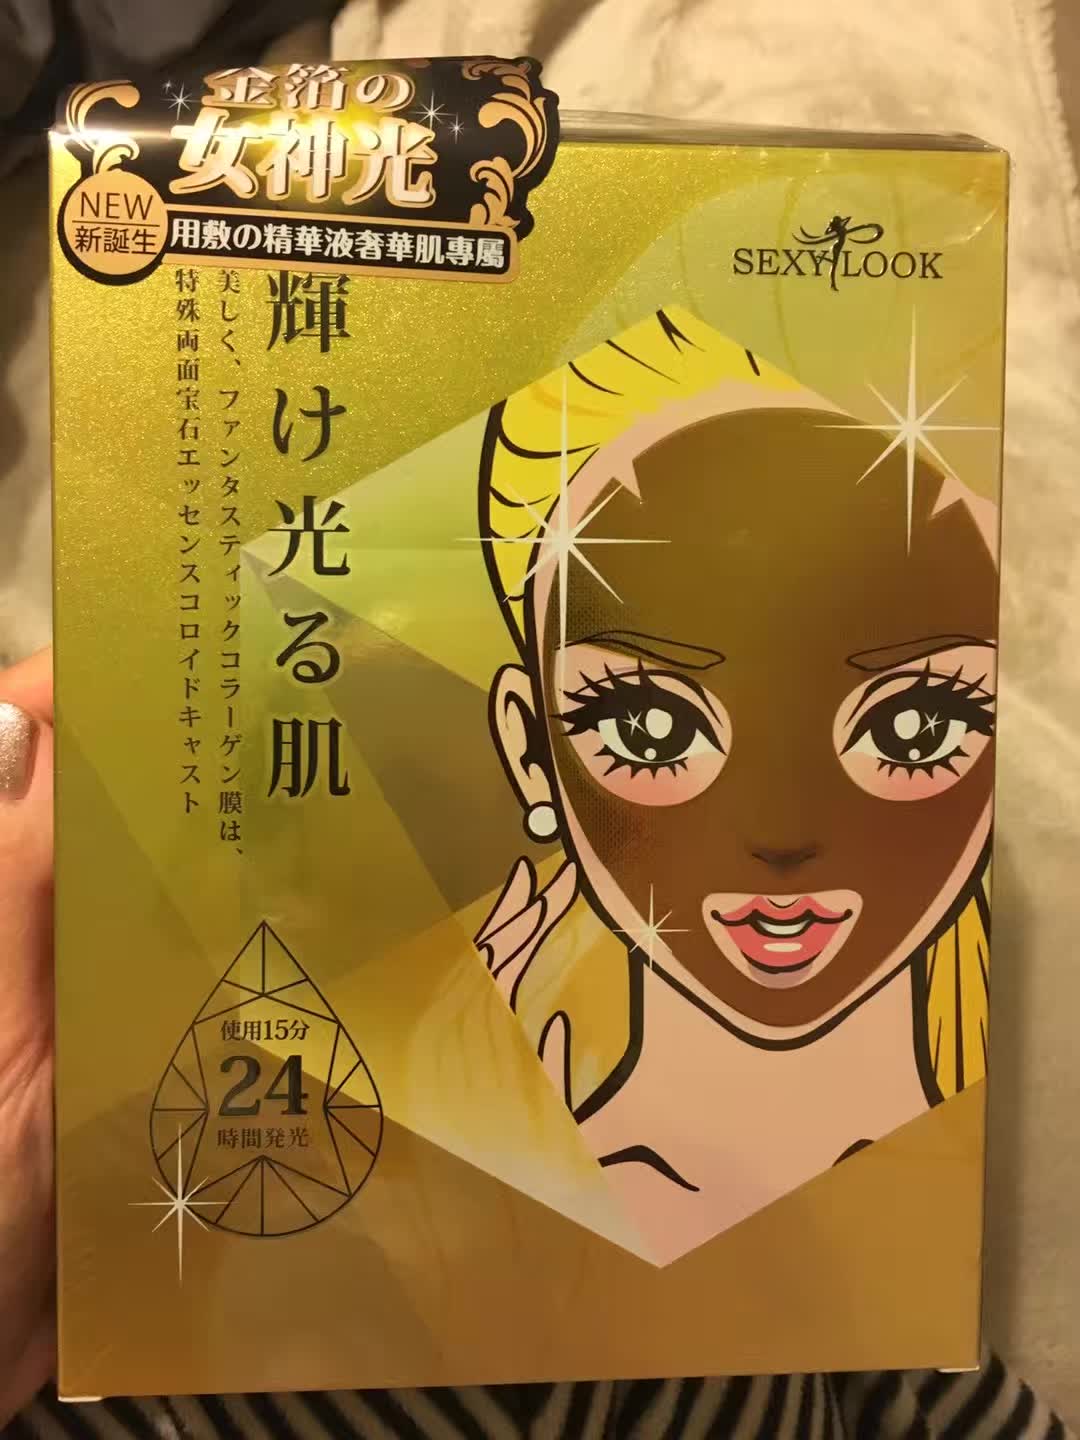 金箔の
女神光
NEW
新誕生
用敷の精華液奢華肌專屬
SEXY LOOK
輝け光る肌
美しく、ファンタスティックコラーゲン膜は、
特殊両面宝石エッセンスコロイドキャスト
使用15分
24
時間発光